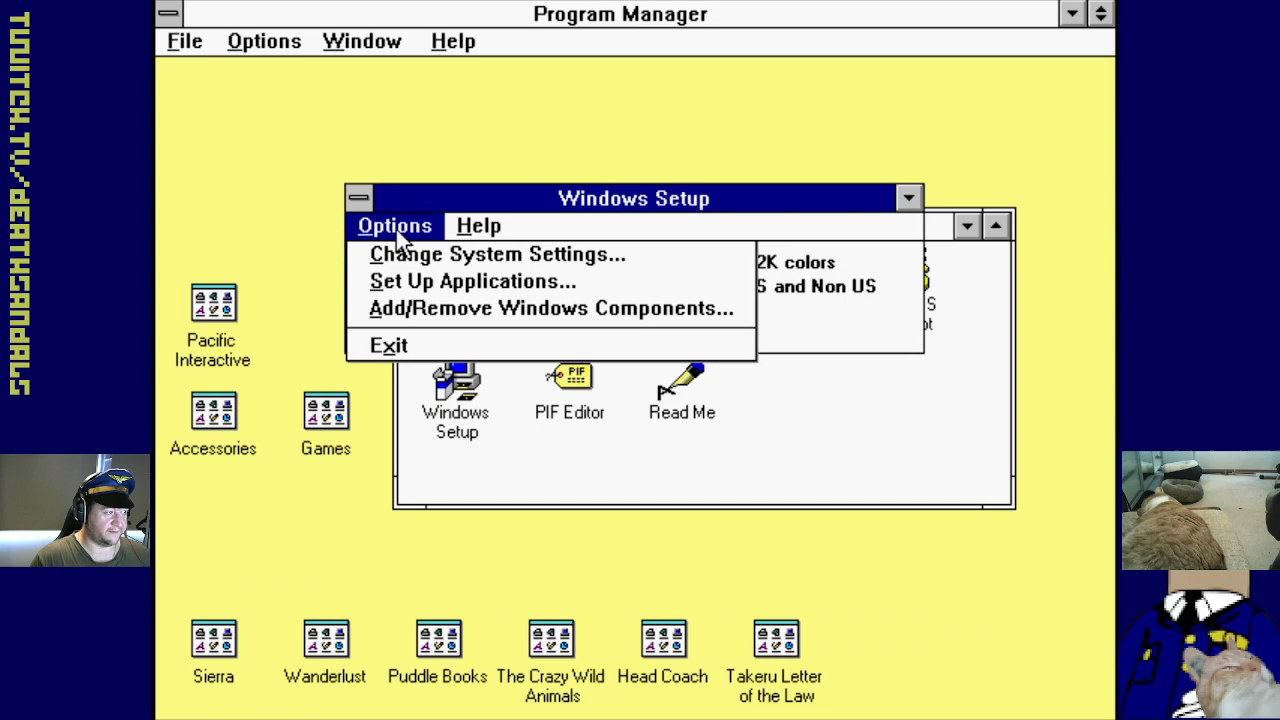 TWITCH.TV/DEATHSANDALS
Program Manager
File Options Window Help
Windows Setup
Options Help
Change System Settings...
Set Up Applications...
Add/Remove Windows Components...
Exit
2K colors
S and Non US
S
pt
Pacific
Interactive
Windows
Setup
PIF
PIF Editor
Read Me
Accessories
Games
Sierra
Wanderlust
Puddle Books
The Crazy Wild
Animals
Head Coach
Takeru Letter
of the Law